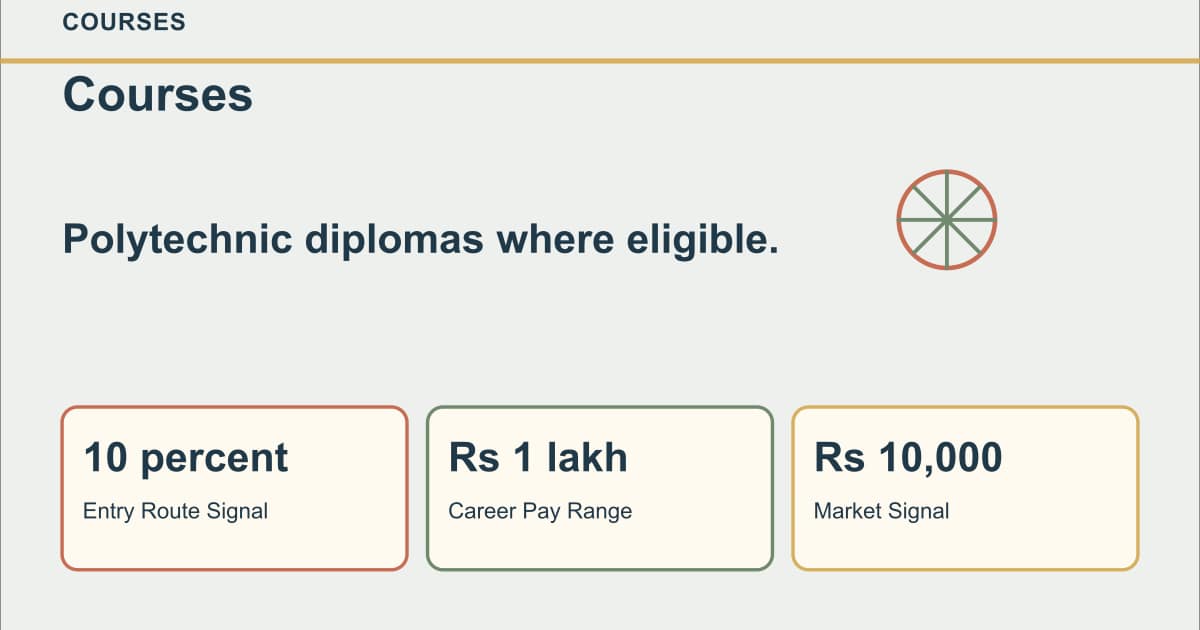 COURSES
Courses
Polytechnic diplomas where eligible.
10 percent
Entry Route Signal
Rs 1 lakh
Career Pay Range
Rs 10,000
Market Signal